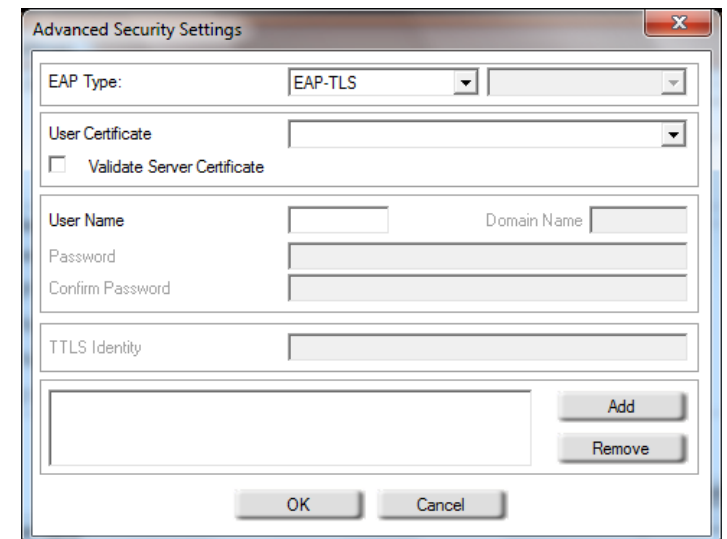 Advanced Security Settings
EAP Type: EAP-TLS
User Certificate
Validate Server Certificate
User Name Domain Name
Password
Confirm Password
TTLS Identity
Add
Remove
OK Cancel